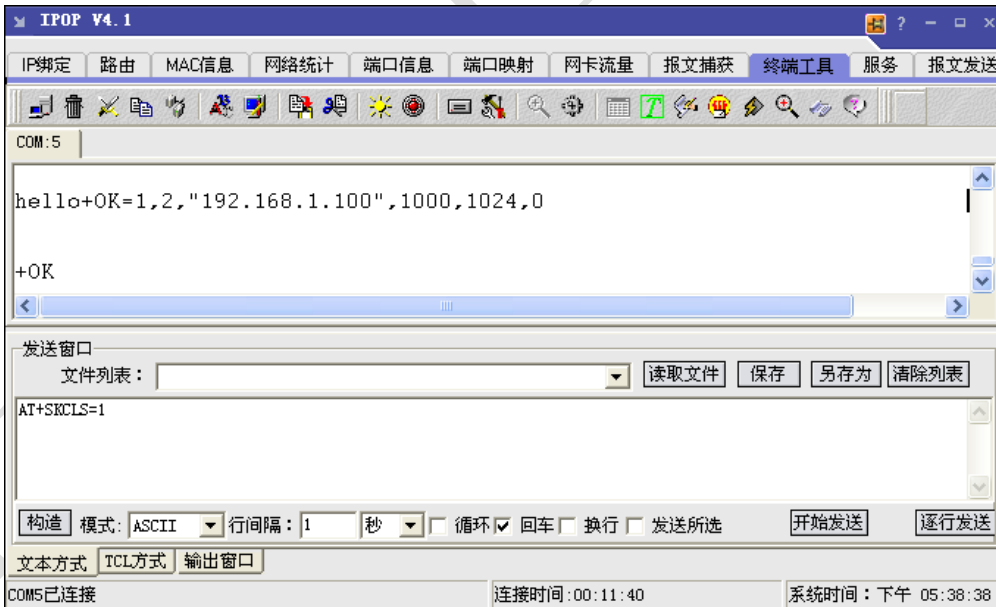 IPOP V4.1
IP绑定 路由 MAC信息 网络统计 端口信息 端口映射 网卡流量 报文捕获 终端工具 服务 报文发送
COM:5
hello+OK=1,2,"192.168.1.100",1000,1024,0
+OK
发送窗口
文件列表： 读取文件 保存 另存为 清除列表
AT+SKCLS=1
构造 模式: ASCII 行间隔：1 秒 循环 回车 换行 发送所选 开始发送 逐行发送
文本方式 TCL方式 输出窗口
COM5已连接 连接时间:00:11:40 系统时间：下午 05:38:38